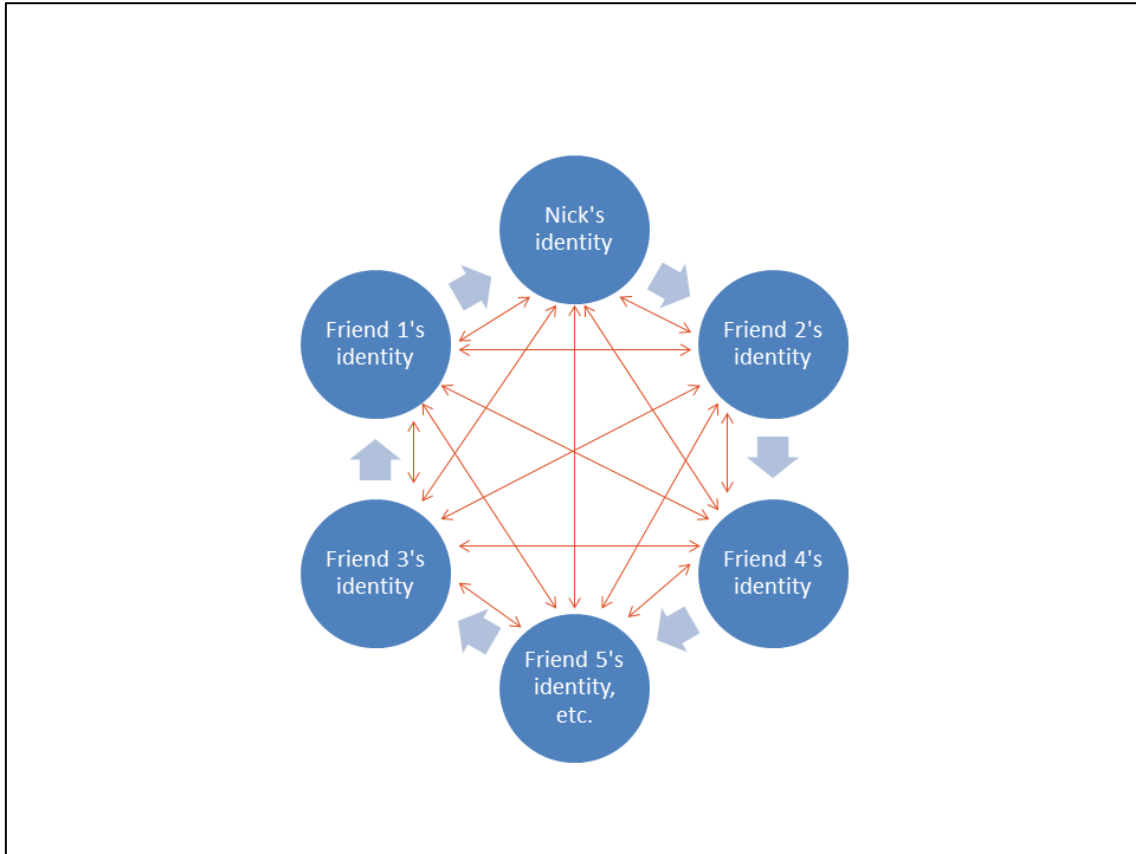 Nick's
identity
Friend 1's
identity
Friend 2's
identity
Friend 3's
identity
Friend 4's
identity
Friend 5's
identity,
etc.